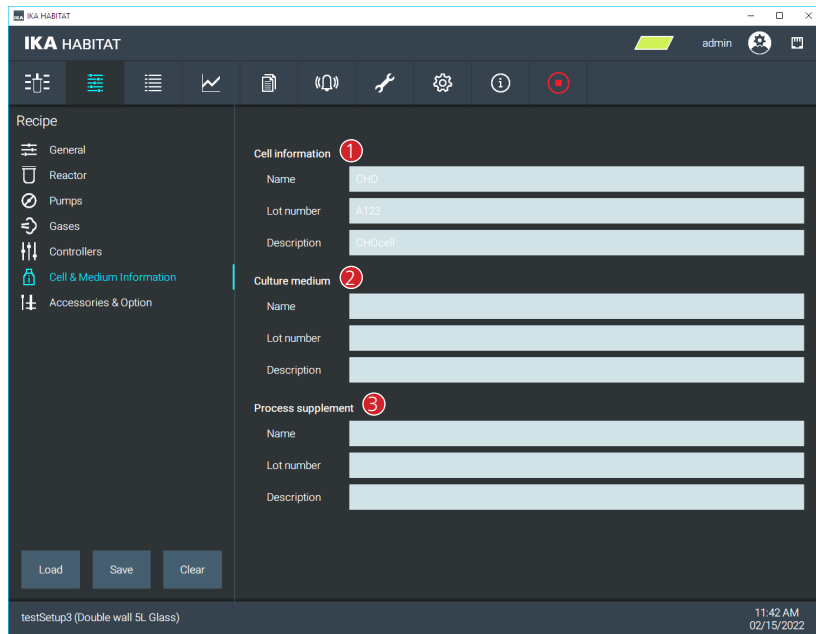 IKA HABITAT
IKA HABITAT
admin
Recipe
General
Reactor
Pumps
Gases
Controllers
Cell & Medium Information
Accessories & Option
Cell information 1
Name CHO
Lot number A123
Description CHOcell
Culture medium 2
Name
Lot number
Description
Process supplement 3
Name
Lot number
Description
Load Save Clear
testSetup3 (Double wall 5L Glass)
11:42 AM
02/15/2022